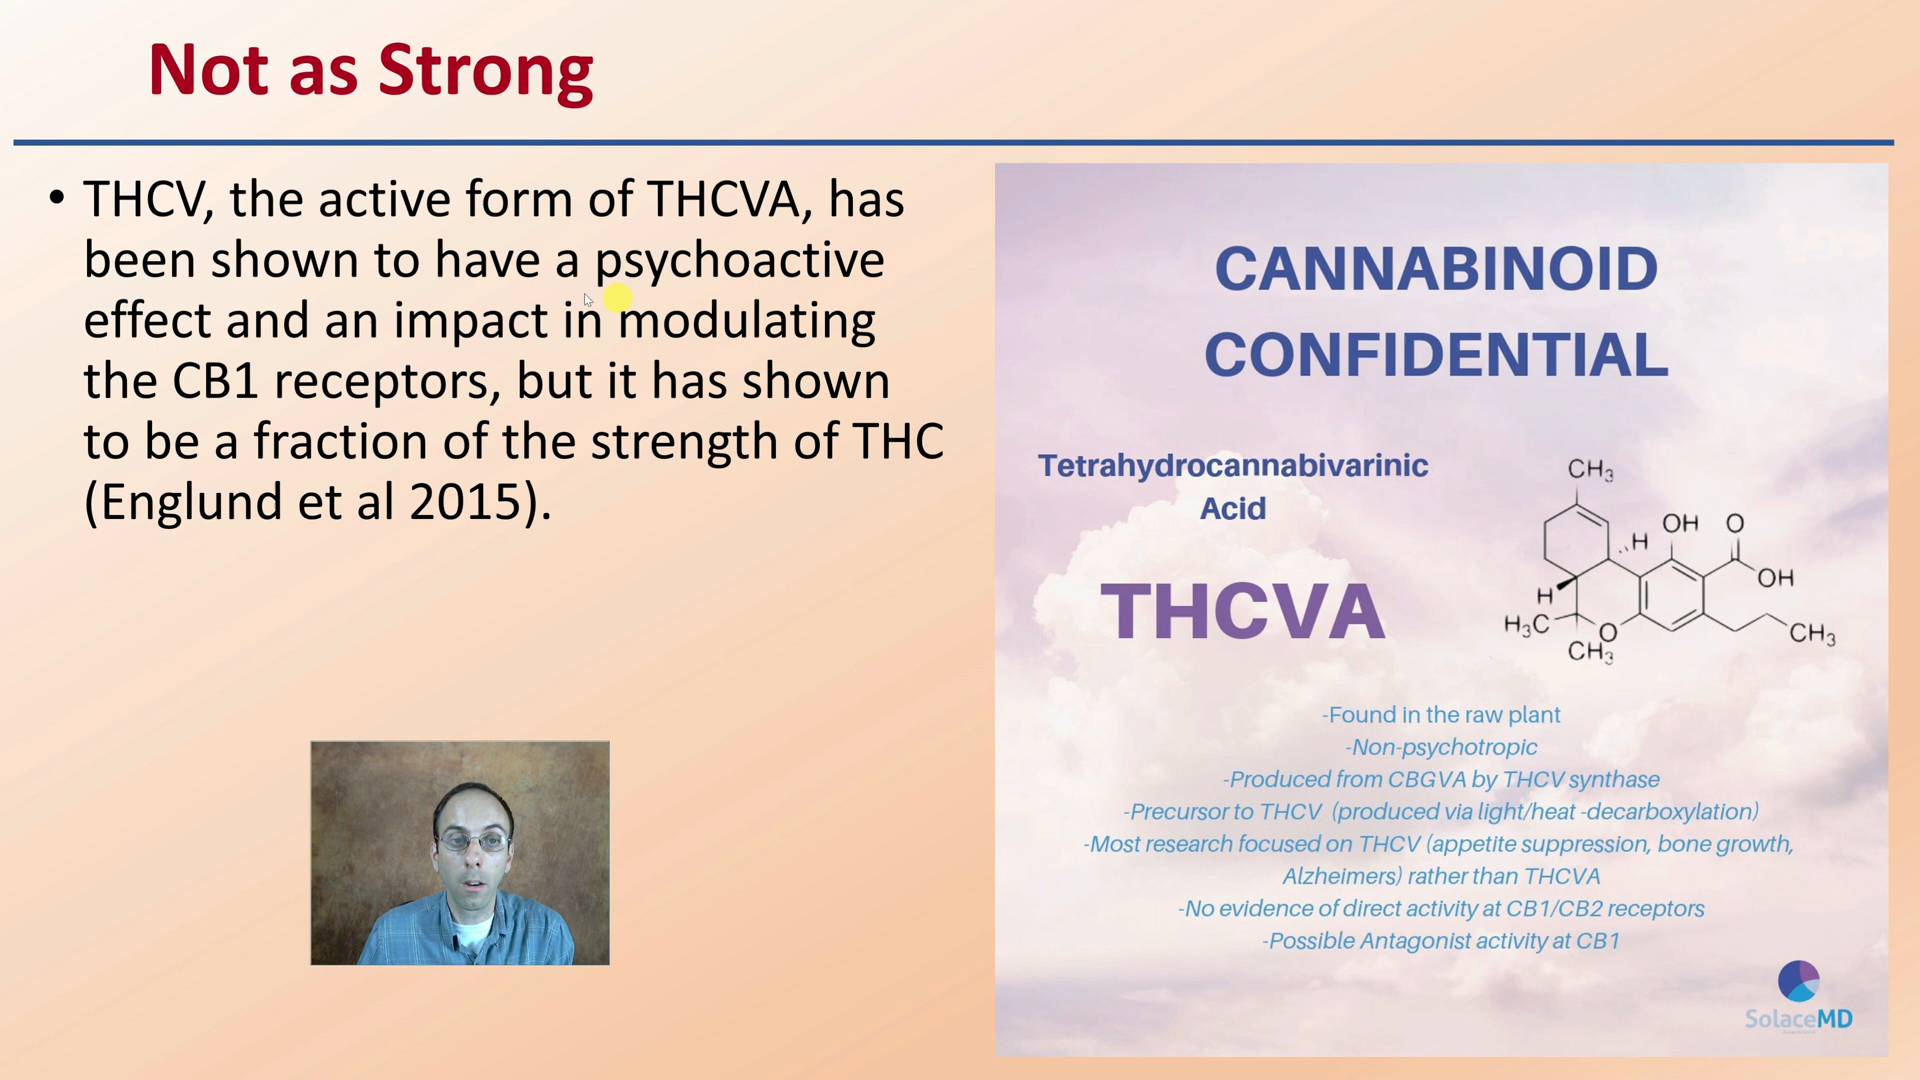 Not as Strong
• THCV, the active form of THCVA, has
been shown to have a psychoactive
effect and an impact in modulating
the CB1 receptors, but it has shown
to be a fraction of the strength of THC
(Englund et al 2015).
CANNABINOID
CONFIDENTIAL
Tetrahydrocannabivarinic
Acid
THCVA
CH3
OH O
H
OH
H
H3C
O
CH3
CH3
-Found in the raw plant
-Non-psychotropic
-Produced from CBGVA by THCV synthase
-Precursor to THCV (produced via light/heat -decarboxylation)
-Most research focused on THCV (appetite suppression, bone growth,
Alzheimers) rather than THCVA
-No evidence of direct activity at CB1/CB2 receptors
-Possible Antagonist activity at CB1
SolaceMD